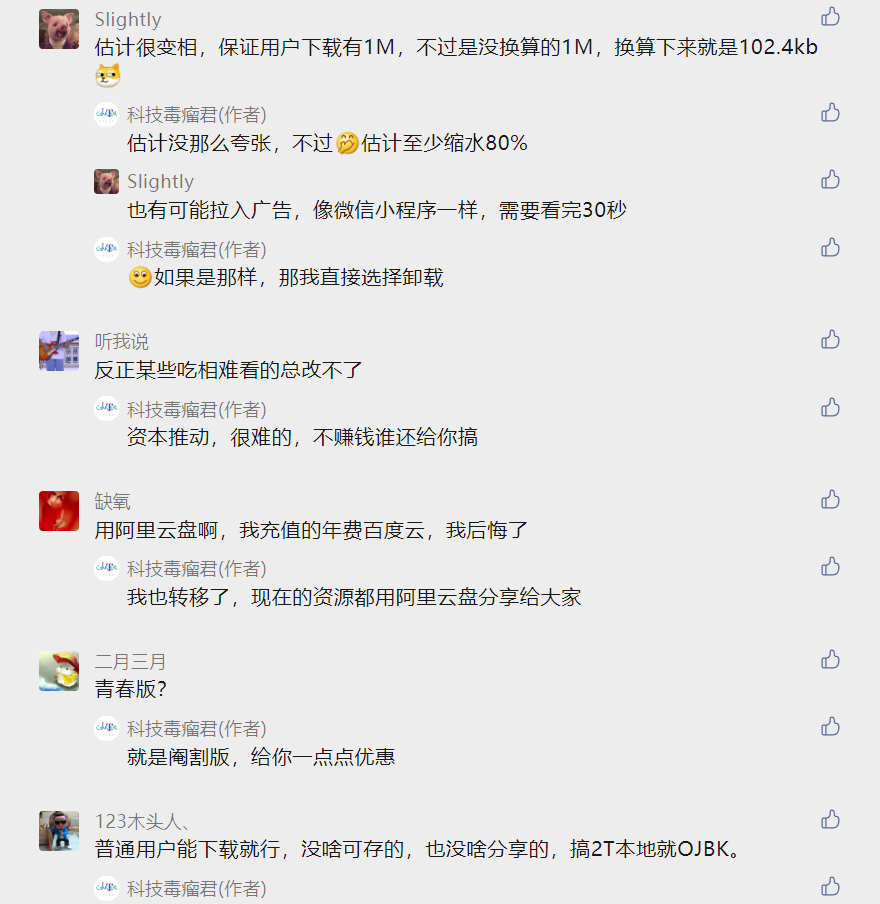 Slightly
估计很变相，保证用户下载有1M，不过是没换算的1M，换算下来就是102.4kb
科技毒瘤君(作者)
估计没那么夸张，不过估计至少缩水80%
Slightly
也有可能拉入广告，像微信小程序一样，需要看完30秒
科技毒瘤君(作者)
如果是那样，那我直接选择卸载
听我说
反正某些吃相难看的总改不了
科技毒瘤君(作者)
资本推动，很难的，不赚钱谁还给你搞
缺氧
用阿里云盘啊，我充值的年费百度云，我后悔了
科技毒瘤君(作者)
我也转移了，现在的资源都用阿里云盘分享给大家
二月三月
青春版?
科技毒瘤君(作者)
就是阉割版，给你一点点优惠
123木头人、
普通用户能下载就行，没啥可存的，也没啥分享的，搞2T本地就OJBK。
科技毒瘤君(作者)